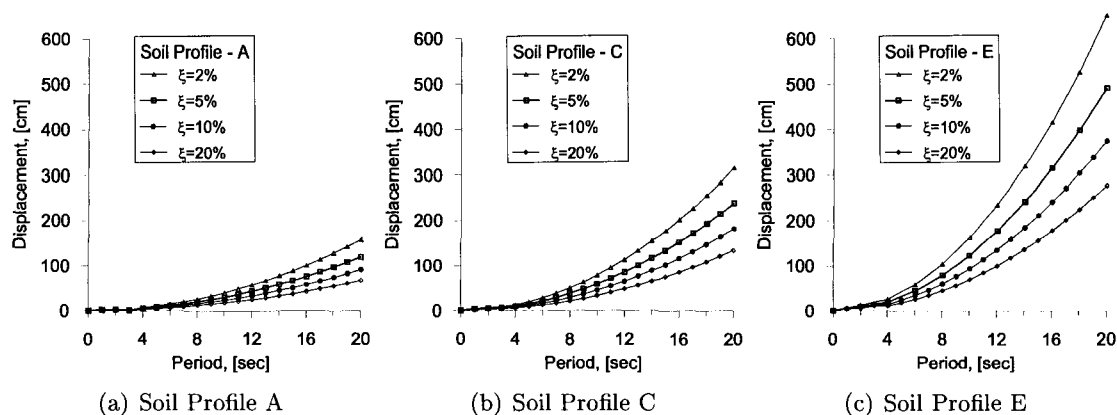 Displacement, [cm]
600
500
400
300
200
100
0
Soil Profile - A
ξ=2%
ξ=5%
ξ=10%
ξ=20%
0 4 8 12 16 20
Period, [sec]
(a) Soil Profile A
Displacement, [cm]
600
500
400
300
200
100
0
Soil Profile - C
ξ=2%
ξ=5%
ξ=10%
ξ=20%
0 4 8 12 16 20
Period, [sec]
(b) Soil Profile C
Displacement, [cm]
600
500
400
300
200
100
0
Soil Profile - E
ξ=2%
ξ=5%
ξ=10%
ξ=20%
0 4 8 12 16 20
Period, [sec]
(c) Soil Profile E